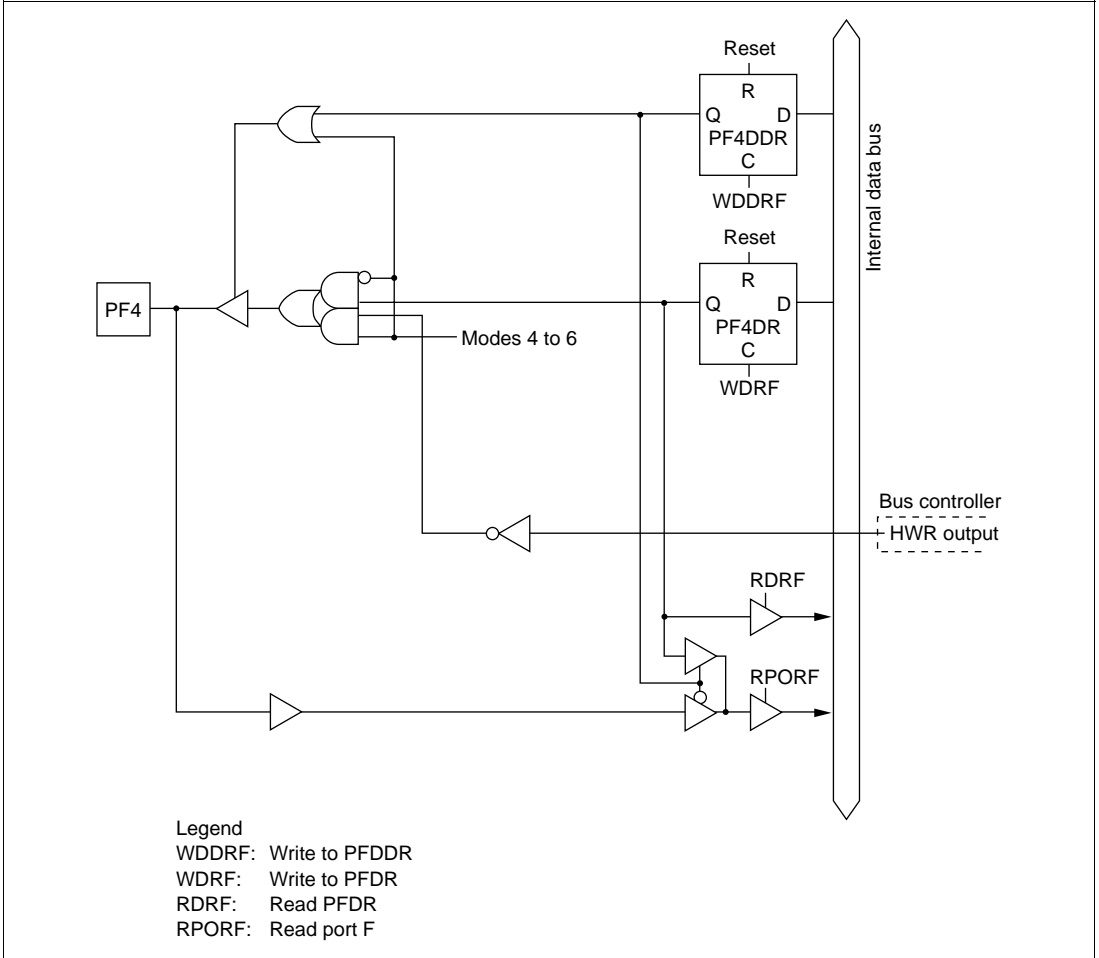 Reset
R
Q D
PF4DDR
C
WDDRF
Internal data bus
Reset
R
Q D
PF4DR
C
WDRF
PF4
Modes 4 to 6
Bus controller
HWR output
RDRF
RPORF
Legend
WDDRF: Write to PFDDR
WDRF: Write to PFDR
RDRF: Read PFDR
RPORF: Read port F